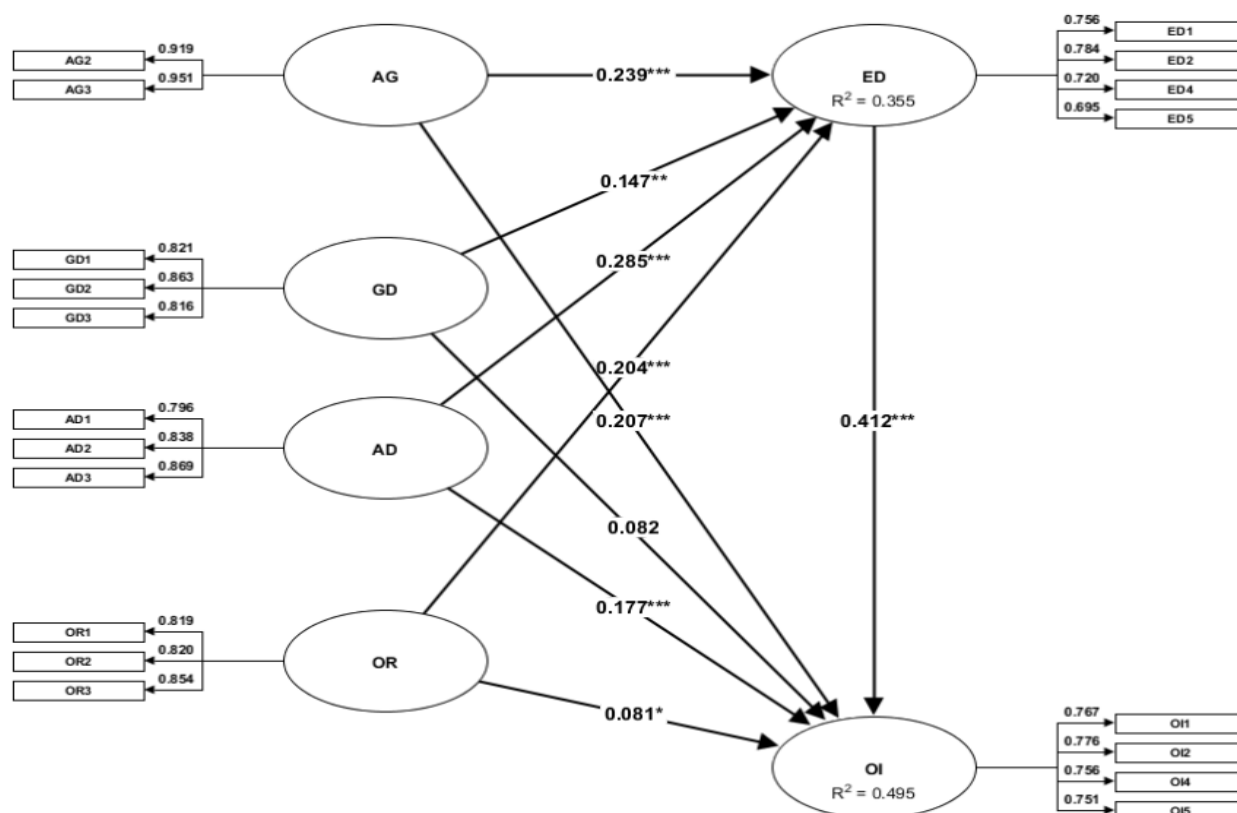 AG2
0.919
AG3
0.951
AG
0.239***
ED
R² = 0.355
0.756
ED1
0.784
ED2
0.720
ED4
0.695
ED5
0.147**
GD1
0.821
GD2
0.863
GD3
0.816
GD
0.285***
0.204***
AD1
0.796
AD2
0.838
AD3
0.869
AD
0.207***
0.412***
0.082
0.177***
OR1
0.819
OR2
0.820
OR3
0.854
OR
0.081*
OI
R² = 0.495
0.767
OI1
0.776
OI2
0.756
OI4
0.751
OI5